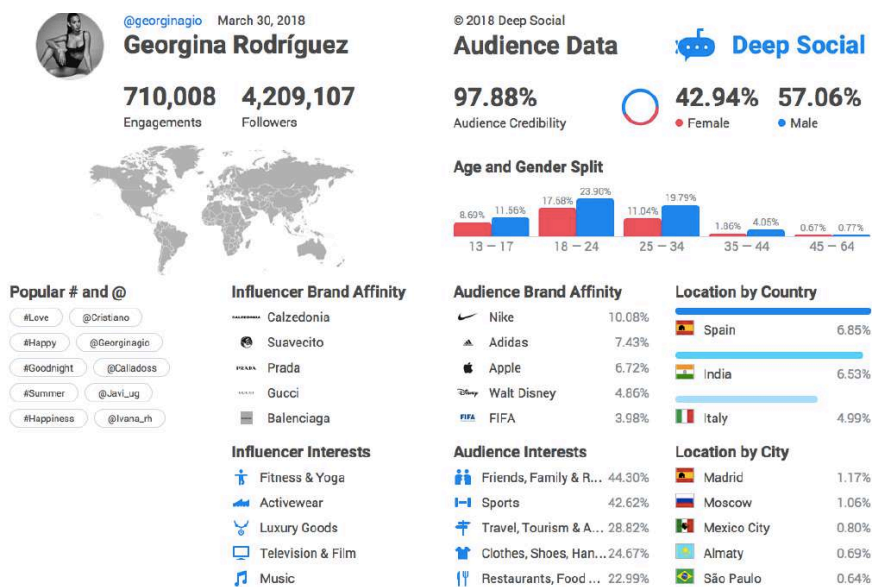 @georginagio March 30, 2018
Georgina Rodríguez
710,008 4,209,107
Engagements Followers
© 2018 Deep Social
Audience Data
Deep Social
97.88% 42.94% 57.06%
Audience Credibility Female Male
Age and Gender Split
8.69% 11.56% 17.58% 23.90% 11.04% 19.79% 1.86% 4.05% 0.67% 0.77%
13 – 17 18 – 24 25 – 34 35 – 44 45 – 64
Popular # and @
#Love @Cristiano
#Happy @Georginagio
#Goodnight @Calladoss
#Summer @Javi_ug
#Happiness @Ivana_rh
Influencer Brand Affinity
CALZEDONIA Calzedonia
Suavecito
PRADA Prada
GUCCI Gucci
Balenciaga
Audience Brand Affinity
Nike 10.08%
Adidas 7.43%
Apple 6.72%
Disney Walt Disney 4.86%
FIFA FIFA 3.98%
Location by Country
Spain 6.85%
India 6.53%
Italy 4.99%
Influencer Interests
Fitness & Yoga
Activewear
Luxury Goods
Television & Film
Music
Audience Interests
Friends, Family & R... 44.30%
Sports 42.62%
Travel, Tourism & A... 28.82%
Clothes, Shoes, Han... 24.67%
Restaurants, Food ... 22.99%
Location by City
Madrid 1.17%
Moscow 1.06%
Mexico City 0.80%
Almaty 0.69%
São Paulo 0.64%